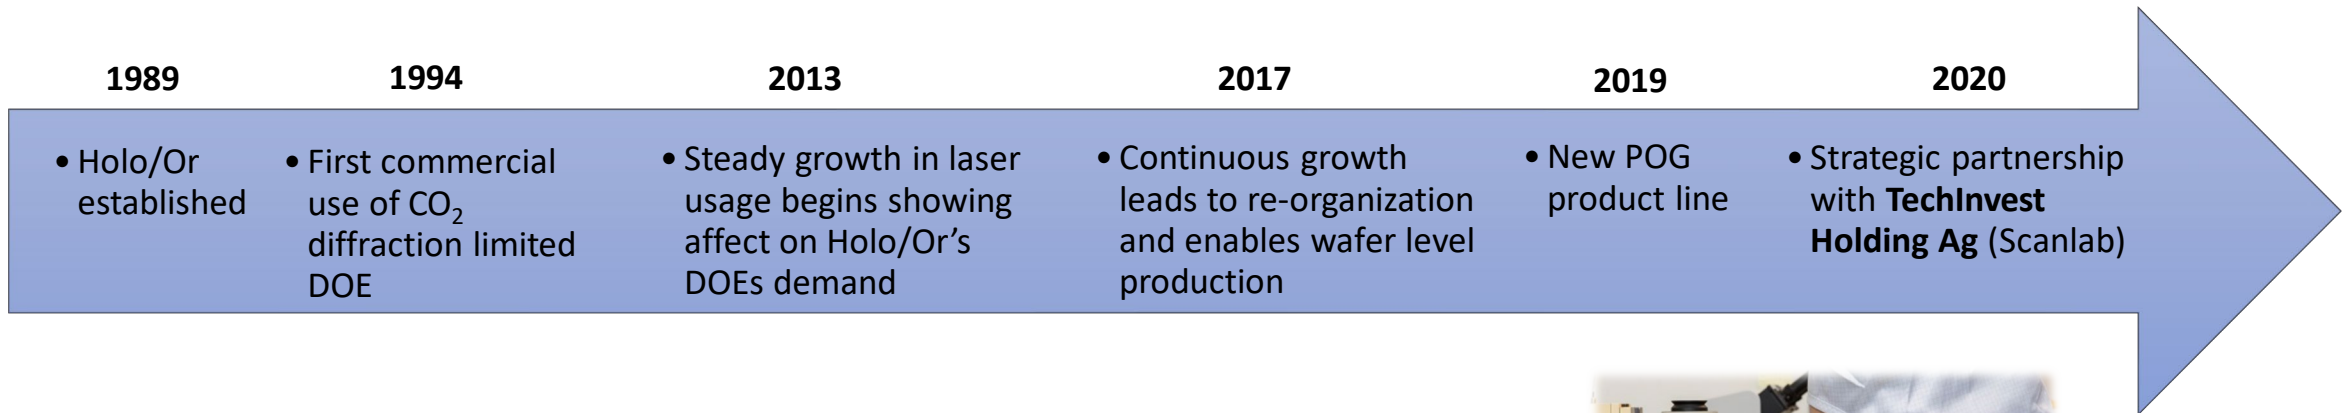 1989
• Holo/Or
established
1994
• First commercial
use of CO₂
diffraction limited
DOE
2013
• Steady growth in laser
usage begins showing
affect on Holo/Or’s
DOEs demand
2017
• Continuous growth
leads to re-organization
and enables wafer level
production
2019
• New POG
product line
2020
• Strategic partnership
with TechInvest
Holding Ag (Scanlab)